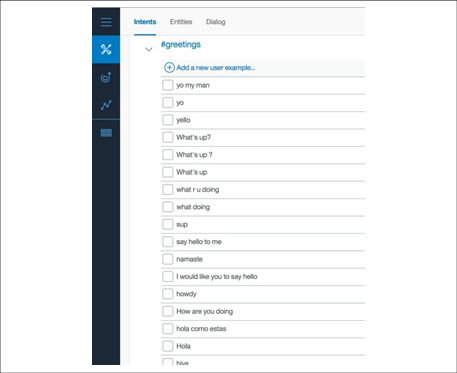 Intents Entities Dialog
#greetings
Add a new user example...
yo my man
yo
yello
What's up?
What's up ?
What's up
what r u doing
what doing
sup
say hello to me
namaste
I would like you to say hello
howdy
How are you doing
hola como estas
Hola
hiya